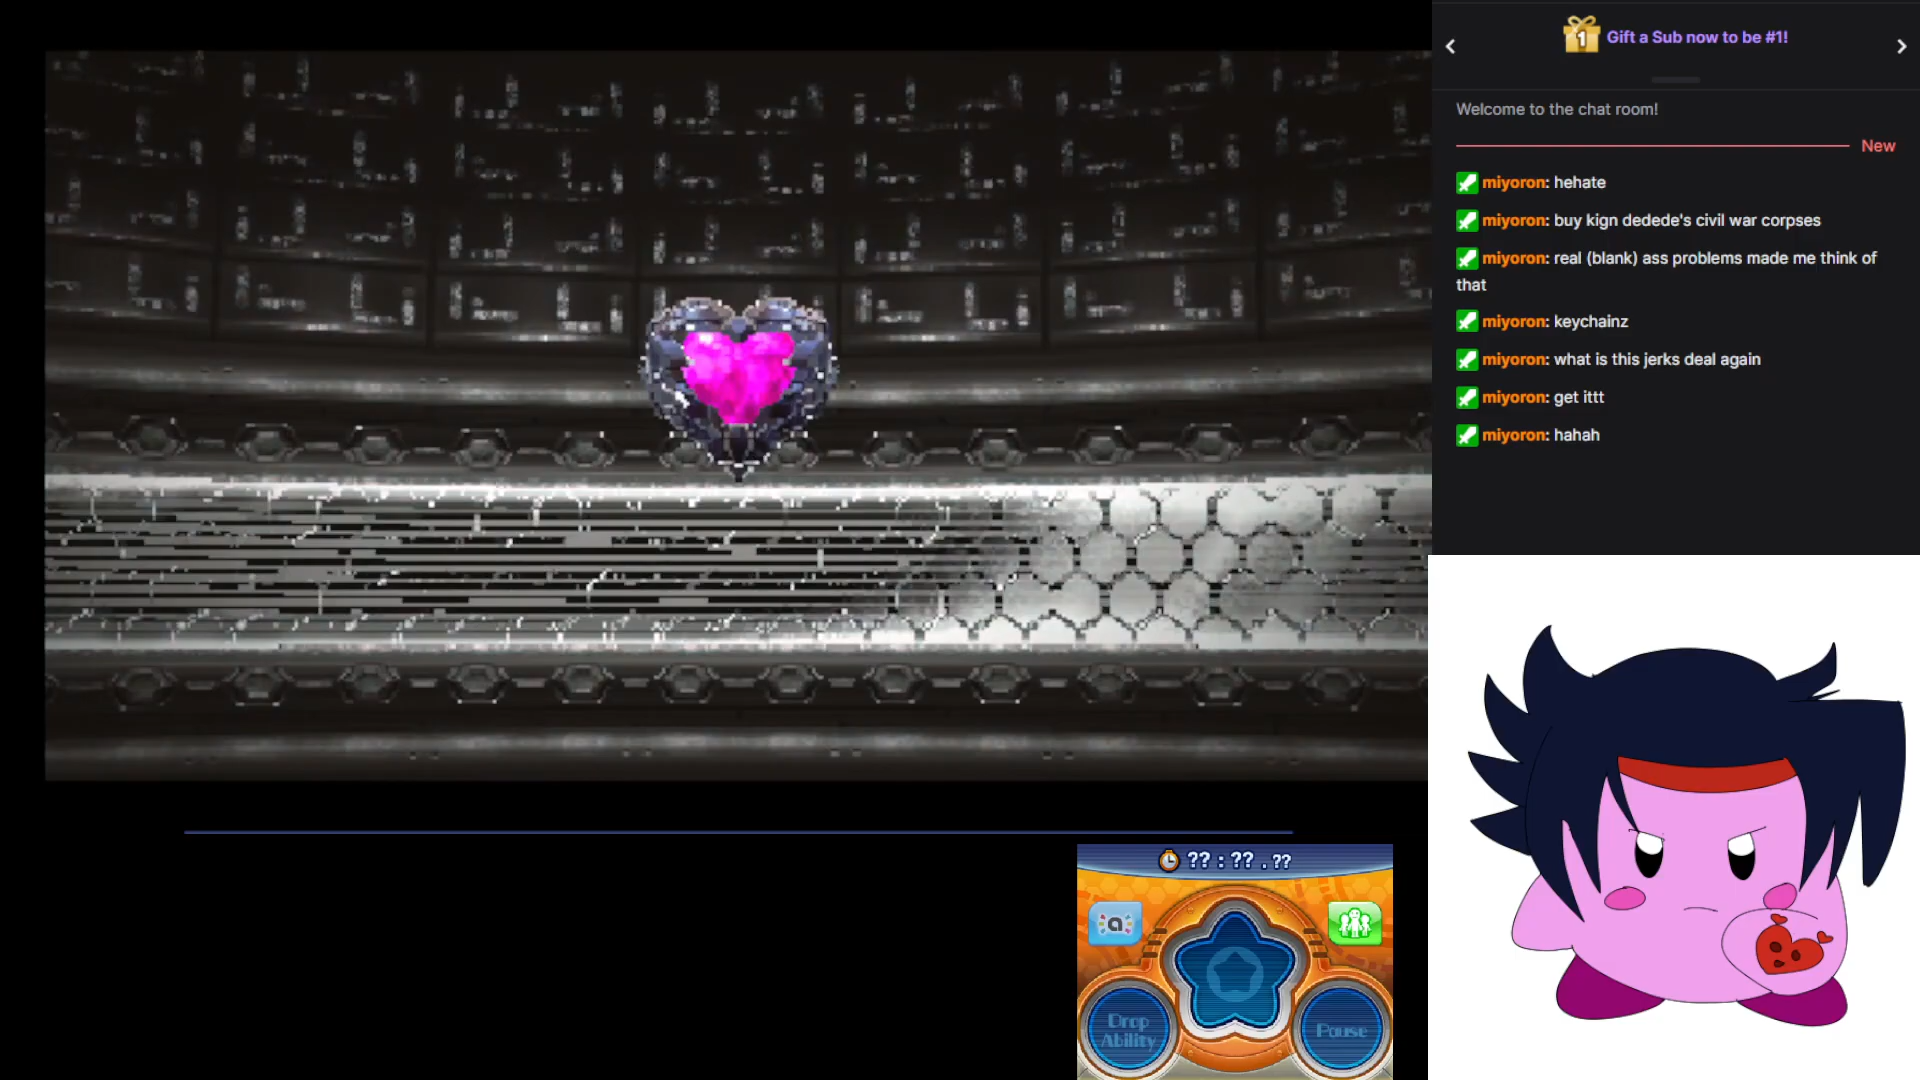 1 Gift a Sub now to be #1!
Welcome to the chat room!
New
miyoron: hehate
miyoron: buy kign dedede's civil war corpses
miyoron: real (blank) ass problems made me think of
that
miyoron: keychainz
miyoron: what is this jerks deal again
miyoron: get ittt
miyoron: hahah
??:??.??
a
Drop
Ability
Pause